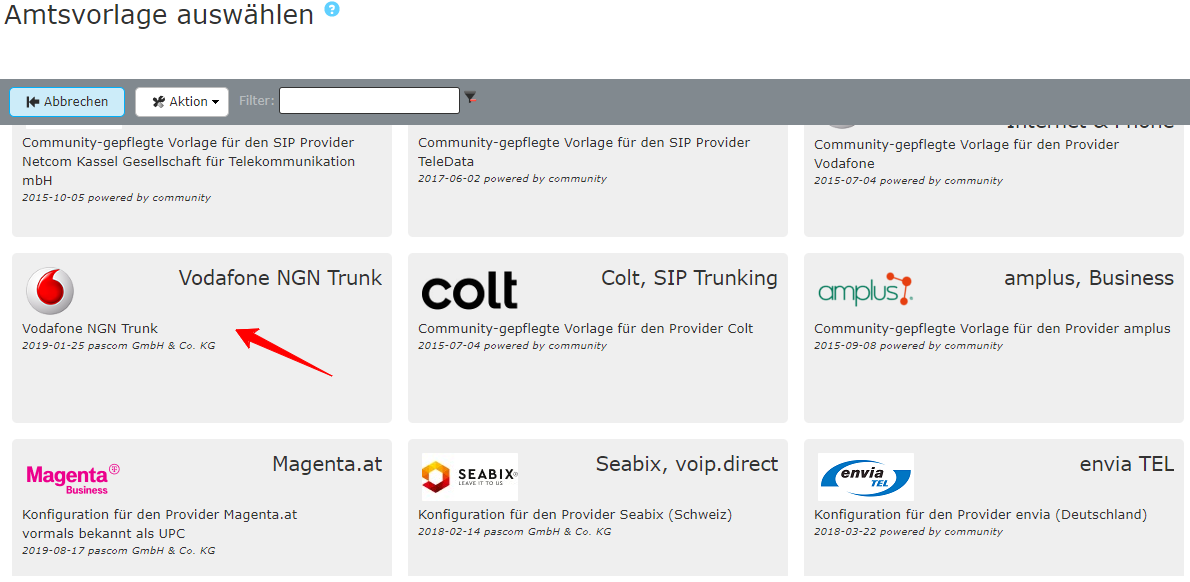 Amtsvorlage auswählen ?
Abbrechen Aktion Filter:
Community-gepflegte Vorlage für den SIP Provider
Netcom Kassel Gesellschaft für Telekommunikation
mbH
2015-10-05 powered by community
Community-gepflegte Vorlage für den SIP Provider
TeleData
2017-06-02 powered by community
Internet & Phone
Community-gepflegte Vorlage für den Provider
Vodafone
2015-07-04 powered by community
Vodafone NGN Trunk
Vodafone NGN Trunk
2019-01-25 pascom GmbH & Co. KG
colt
Colt, SIP Trunking
Community-gepflegte Vorlage für den Provider Colt
2015-07-04 powered by community
amplus
amplus, Business
Community-gepflegte Vorlage für den Provider amplus
2015-09-08 powered by community
Magenta®
Business
Magenta.at
Konfiguration für den Provider Magenta.at
vormals bekannt als UPC
2019-08-17 pascom GmbH & Co. KG
SEABIX®
LEAVE IT TO US
Seabix, voip.direct
Konfiguration für den Provider Seabix (Schweiz)
2018-02-14 pascom GmbH & Co. KG
envia
TEL
envia TEL
Konfiguration für den Provider envia (Deutschland)
2018-03-22 powered by community